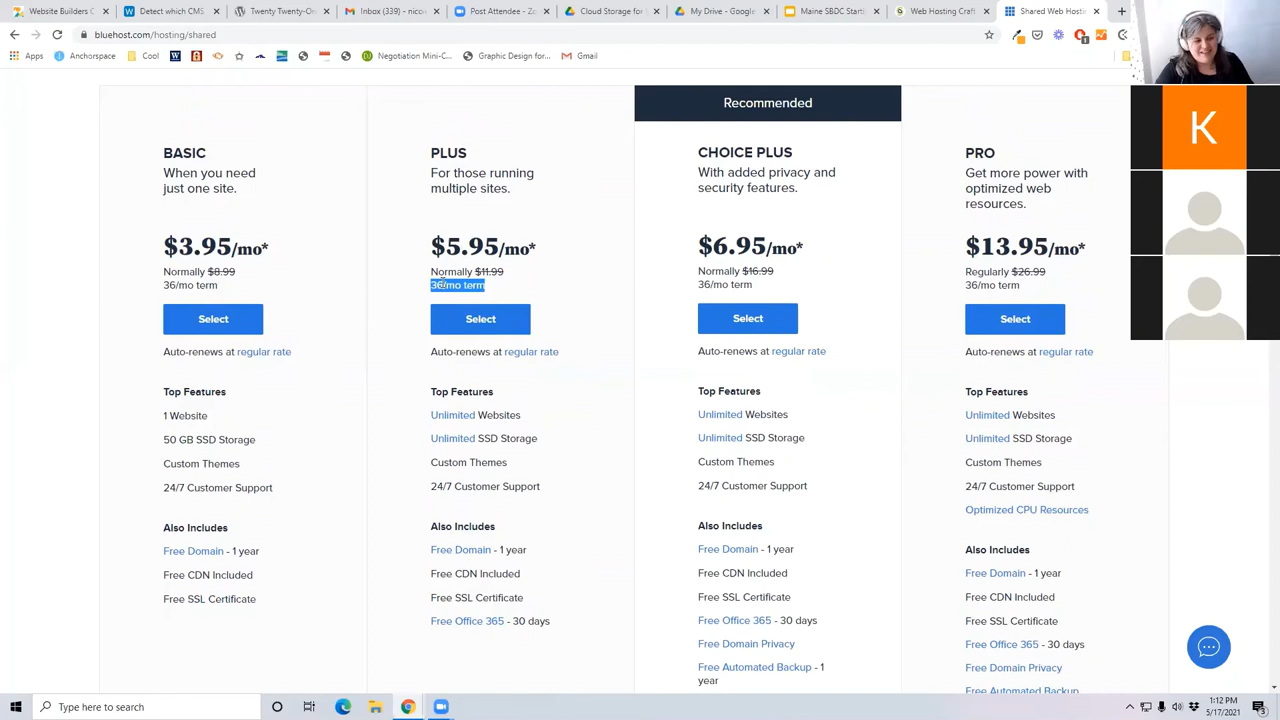 Website Builders
Detect which CMS
Twenty Twenty-On
Inbox (339) - nico
Post Attendee - Zo
Cloud Storage for
My Drive - Google
Maine SBDC Starti
Web Hosting Craft
Shared Web Hosti
bluehost.com/hosting/shared
Apps
Anchorspace
Cool
Negotiation Mini-C...
Graphic Design for...
Gmail
Recommended
BASIC
When you need
just one site.
$3.95/mo*
Normally $8.99
36/mo term
Select
Auto-renews at regular rate
Top Features
1 Website
50 GB SSD Storage
Custom Themes
24/7 Customer Support
Also Includes
Free Domain - 1 year
Free CDN Included
Free SSL Certificate
PLUS
For those running
multiple sites.
$5.95/mo*
Normally $11.99
36/mo term
Select
Auto-renews at regular rate
Top Features
Unlimited Websites
Unlimited SSD Storage
Custom Themes
24/7 Customer Support
Also Includes
Free Domain - 1 year
Free CDN Included
Free SSL Certificate
Free Office 365 - 30 days
CHOICE PLUS
With added privacy and
security features.
$6.95/mo*
Normally $16.99
36/mo term
Select
Auto-renews at regular rate
Top Features
Unlimited Websites
Unlimited SSD Storage
Custom Themes
24/7 Customer Support
Also Includes
Free Domain - 1 year
Free CDN Included
Free SSL Certificate
Free Office 365 - 30 days
Free Domain Privacy
Free Automated Backup - 1
year
PRO
Get more power with
optimized web
resources.
$13.95/mo*
Regularly $26.99
36/mo term
Select
Auto-renews at regular rate
Top Features
Unlimited Websites
Unlimited SSD Storage
Custom Themes
24/7 Customer Support
Optimized CPU Resources
Also Includes
Free Domain - 1 year
Free CDN Included
Free SSL Certificate
Free Office 365 - 30 days
Free Domain Privacy
Free Automated Backup
K
Type here to search
1:12 PM
5/17/2021